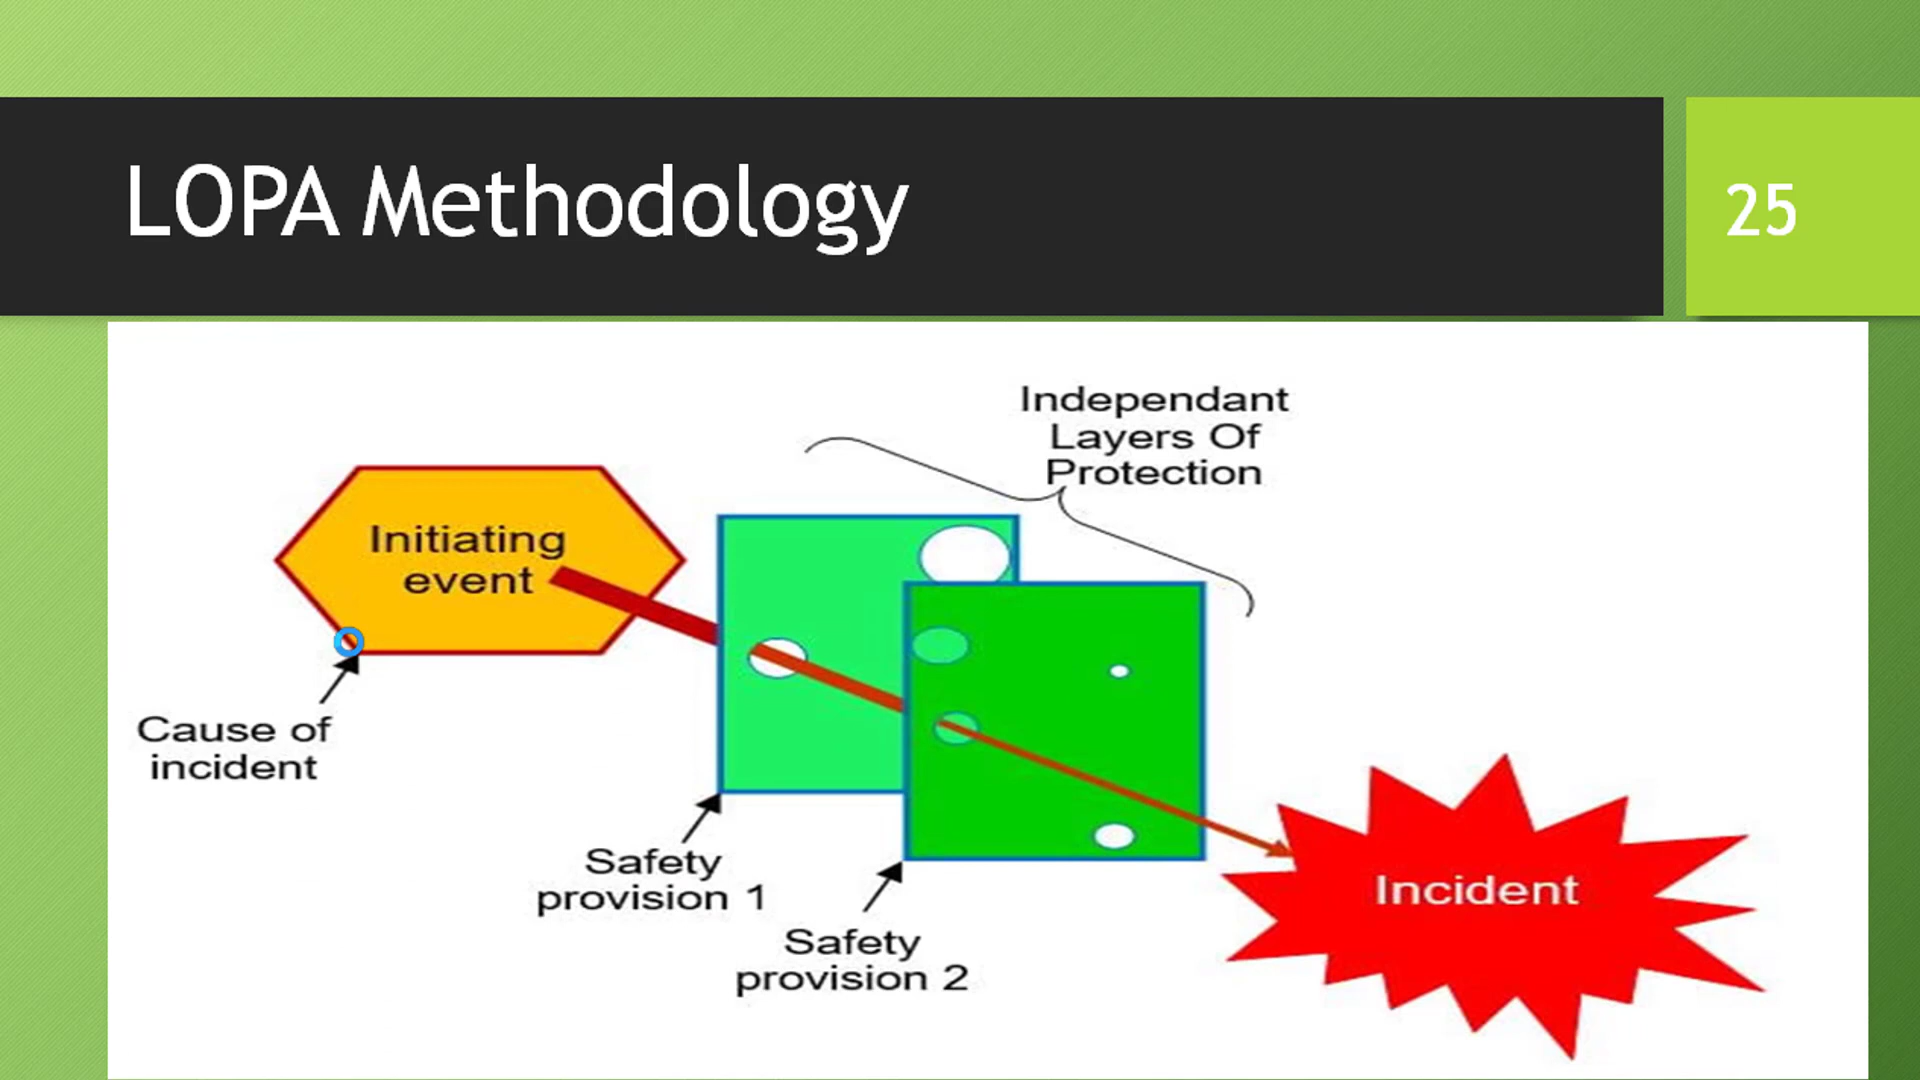 LOPA Methodology
25
Independant
Layers Of
Protection
Initiating
event
Cause of
incident
Safety
provision 1
Safety
provision 2
Incident